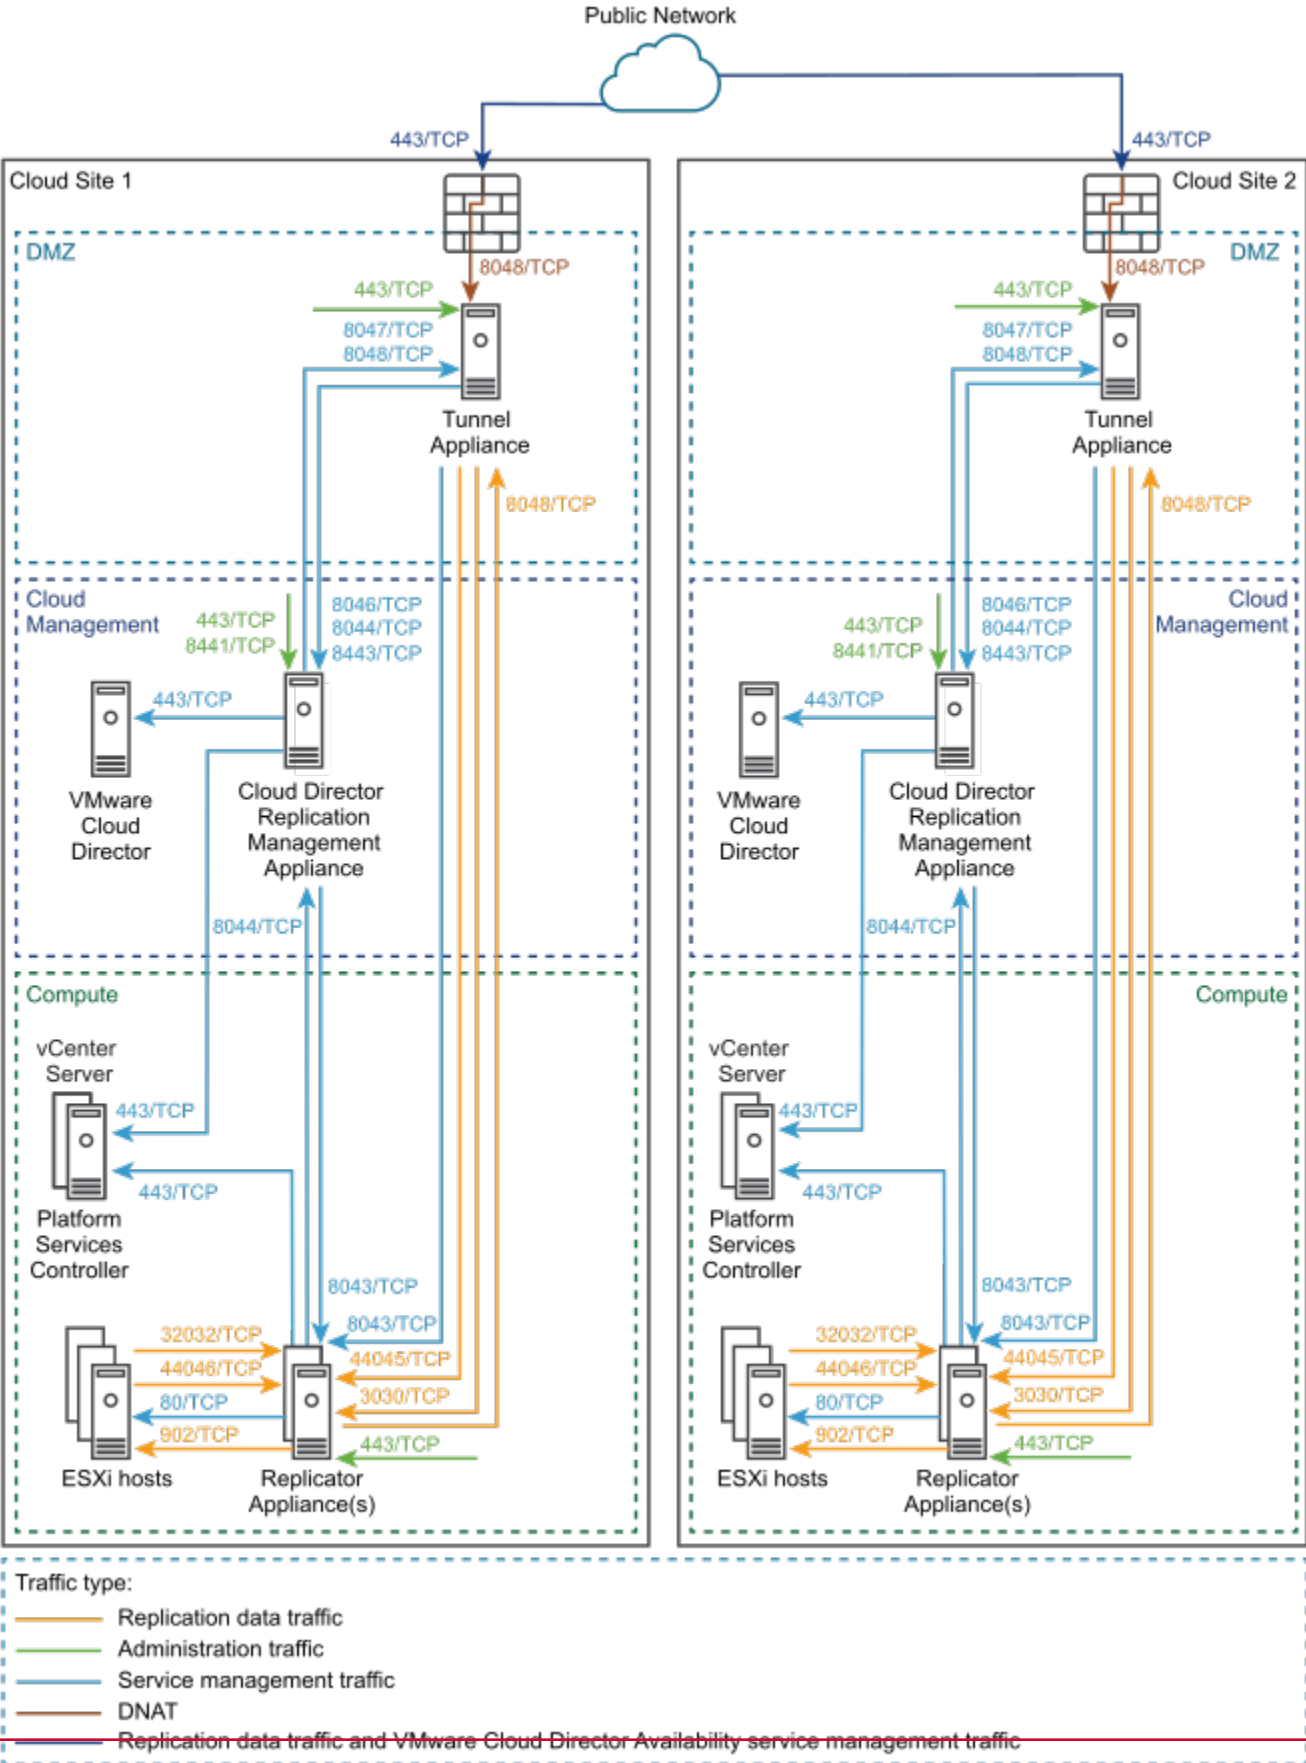 Public Network
443/TCP
443/TCP
Cloud Site 1
DMZ
8048/TCP
443/TCP
8047/TCP
8048/TCP
Tunnel
Appliance
8048/TCP
Cloud
Management
443/TCP
8441/TCP
8046/TCP
8044/TCP
8443/TCP
443/TCP
VMware
Cloud
Director
Cloud Director
Replication
Management
Appliance
8044/TCP
Compute
vCenter
Server
443/TCP
443/TCP
Platform
Services
Controller
8043/TCP
8043/TCP
32032/TCP
44046/TCP
80/TCP
902/TCP
44045/TCP
3030/TCP
443/TCP
ESXi hosts
Replicator
Appliance(s)
Cloud Site 2
DMZ
8048/TCP
443/TCP
8047/TCP
8048/TCP
Tunnel
Appliance
8048/TCP
Cloud
Management
443/TCP
8441/TCP
8046/TCP
8044/TCP
8443/TCP
443/TCP
VMware
Cloud
Director
Cloud Director
Replication
Management
Appliance
8044/TCP
Compute
vCenter
Server
443/TCP
443/TCP
Platform
Services
Controller
8043/TCP
8043/TCP
32032/TCP
44046/TCP
80/TCP
902/TCP
44045/TCP
3030/TCP
443/TCP
ESXi hosts
Replicator
Appliance(s)
Traffic type:
Replication data traffic
Administration traffic
Service management traffic
DNAT
Replication data traffic and VMware Cloud Director Availability service management traffic